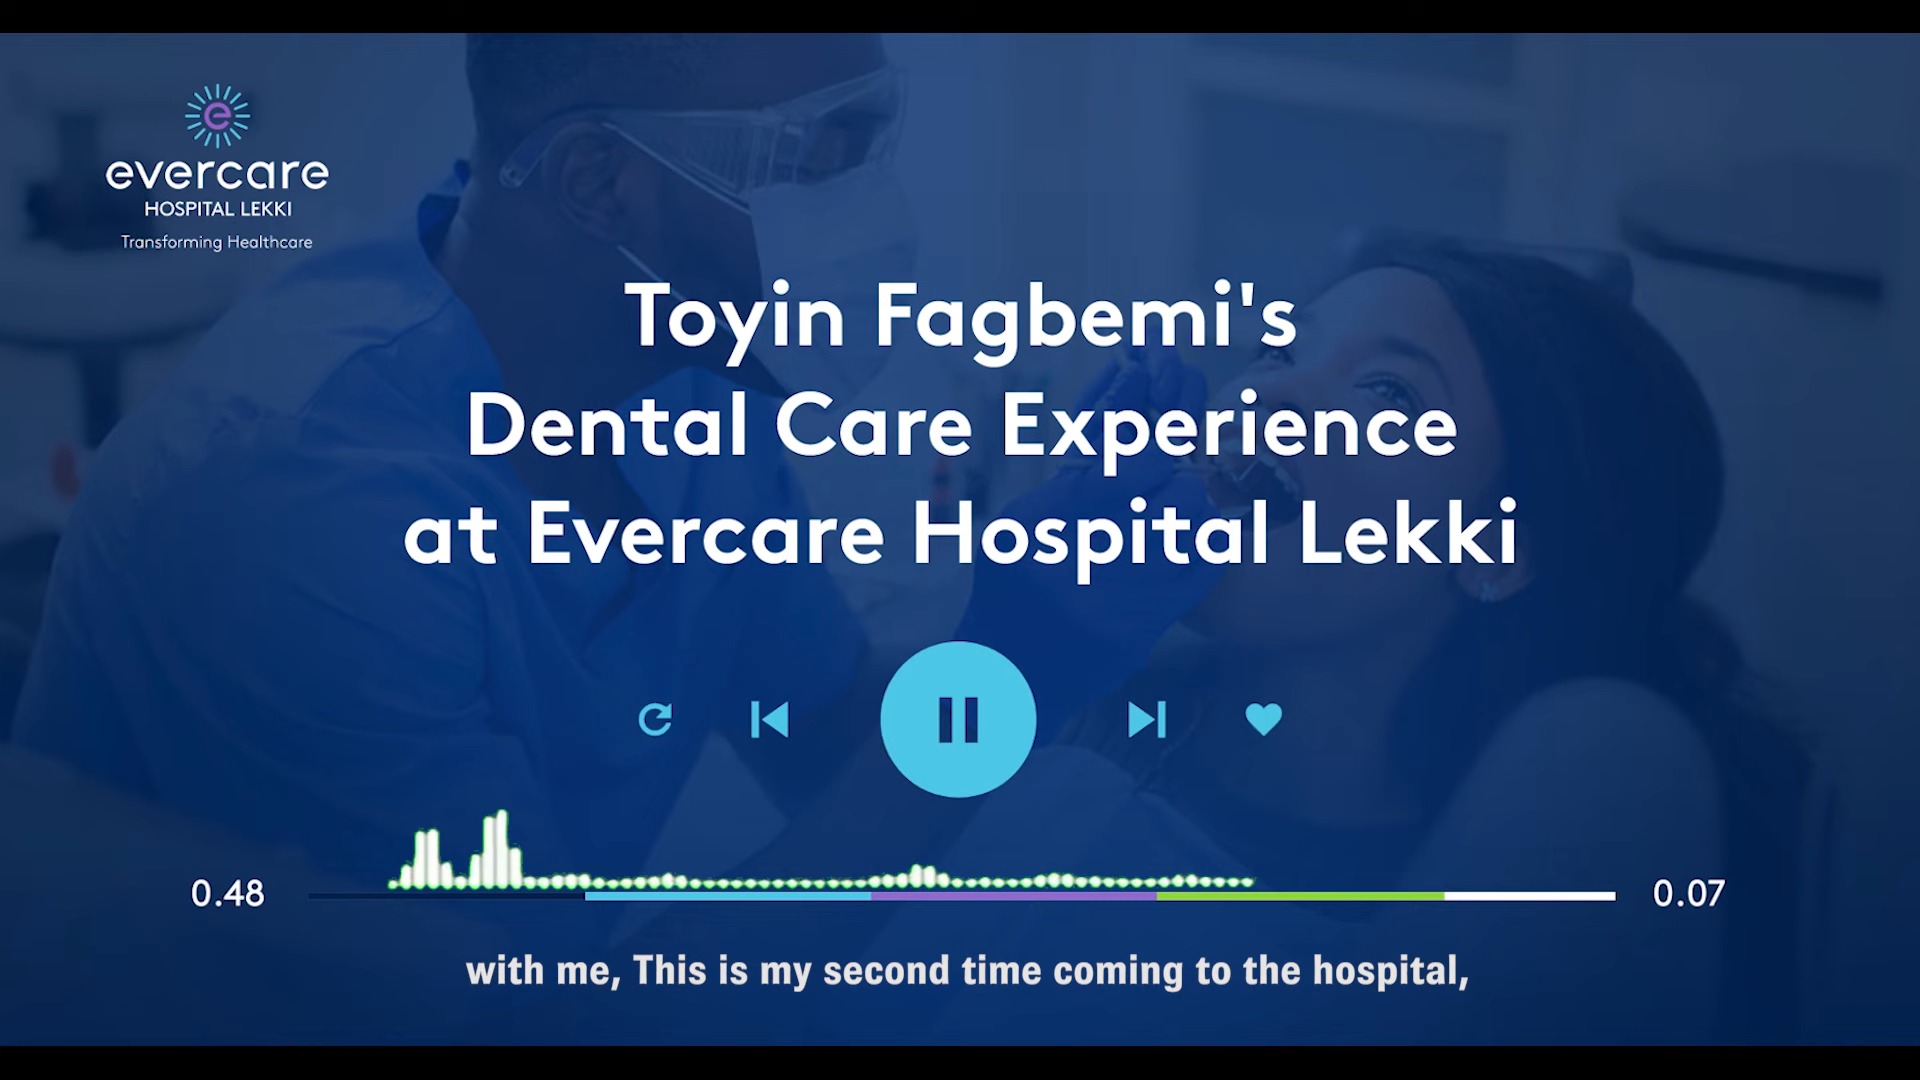 evercare
HOSPITAL LEKKI
Transforming Healthcare
Toyin Fagbemi's
Dental Care Experience
at Evercare Hospital Lekki
0.48
0.07
with me, This is my second time coming to the hospital,